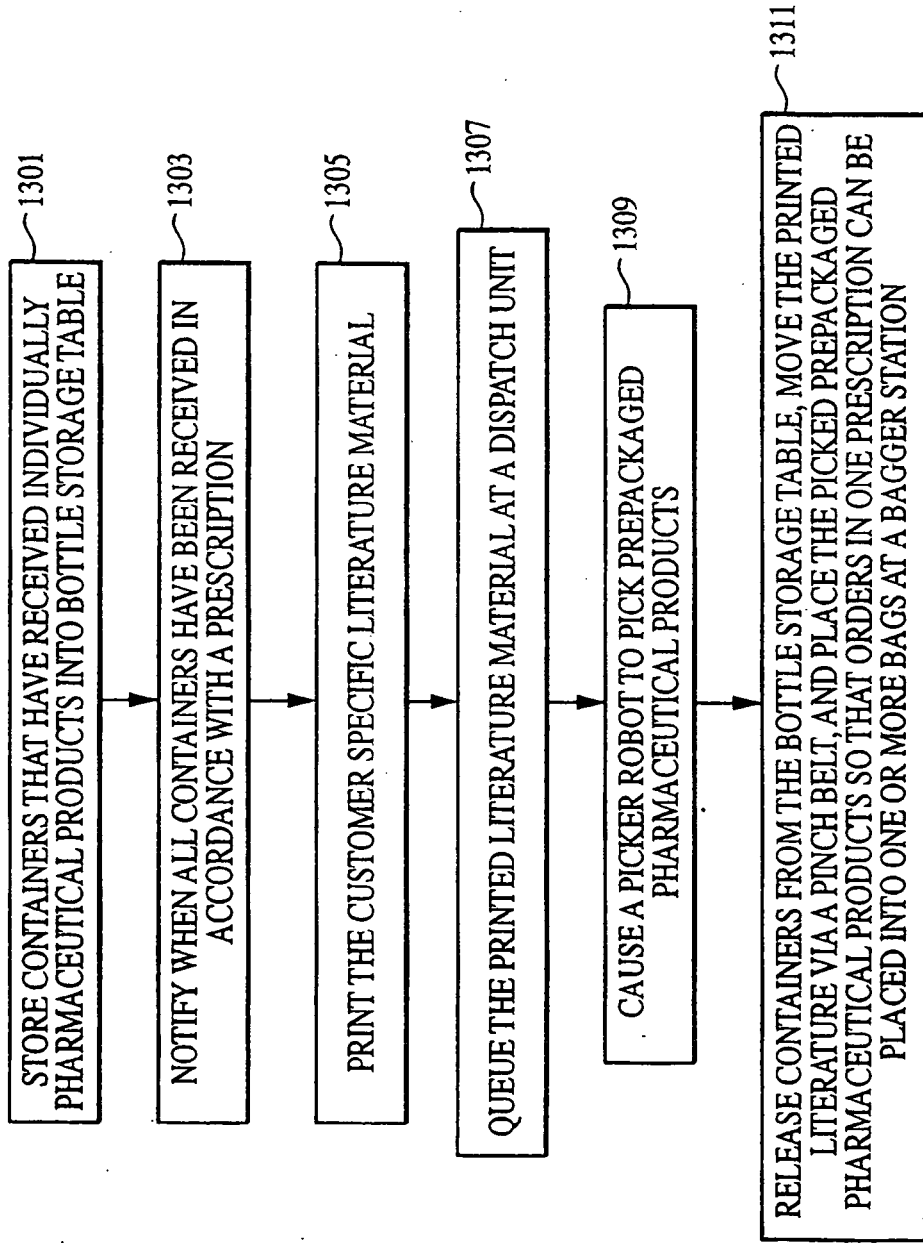 STORE CONTAINERS THAT HAVE RECEIVED INDIVIDUALLY
PHARMACEUTICAL PRODUCTS INTO BOTTLE STORAGE TABLE
1301
NOTIFY WHEN ALL CONTAINERS HAVE BEEN RECEIVED IN
ACCORDANCE WITH A PRESCRIPTION
1303
PRINT THE CUSTOMER SPECIFIC LITERATURE MATERIAL
1305
QUEUE THE PRINTED LITERATURE MATERIAL AT A DISPATCH UNIT
1307
CAUSE A PICKER ROBOT TO PICK PREPACKAGED
PHARMACEUTICAL PRODUCTS
1309
RELEASE CONTAINERS FROM THE BOTTLE STORAGE TABLE, MOVE THE PRINTED
LITERATURE VIA A PINCH BELT, AND PLACE THE PICKED PREPACKAGED
PHARMACEUTICAL PRODUCTS SO THAT ORDERS IN ONE PRESCRIPTION CAN BE
PLACED INTO ONE OR MORE BAGS AT A BAGGER STATION
1311